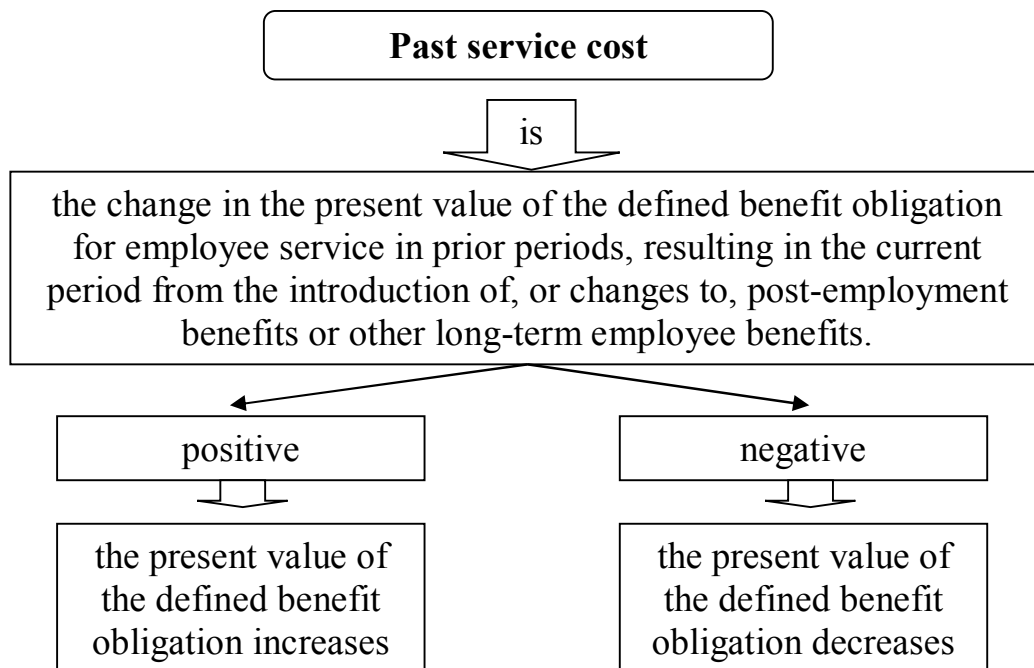 Past service cost
is
the change in the present value of the defined benefit obligation
for employee service in prior periods, resulting in the current
period from the introduction of, or changes to, post-employment
benefits or other long-term employee benefits.
positive
negative
the present value of
the defined benefit
obligation increases
the present value of
the defined benefit
obligation decreases